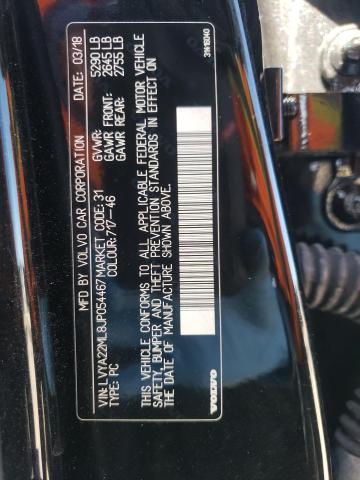 MFD BY: VOLVO CAR CORPORATION DATE: 03/18
GVWR: 5290 LB
GAWR FRONT: 2645 LB
GAWR REAR: 2755 LB
VIN: LVYA22ML8JP054467 MARKET CODE: 31
TYPE: PC COLOUR: 717-46
THIS VEHICLE CONFORMS TO ALL APPLICABLE FEDERAL MOTOR VEHICLE
SAFETY, BUMPER AND THEFT PREVENTION STANDARDS IN EFFECT ON
THE DATE OF MANUFACTURE SHOWN ABOVE.
VOLVO